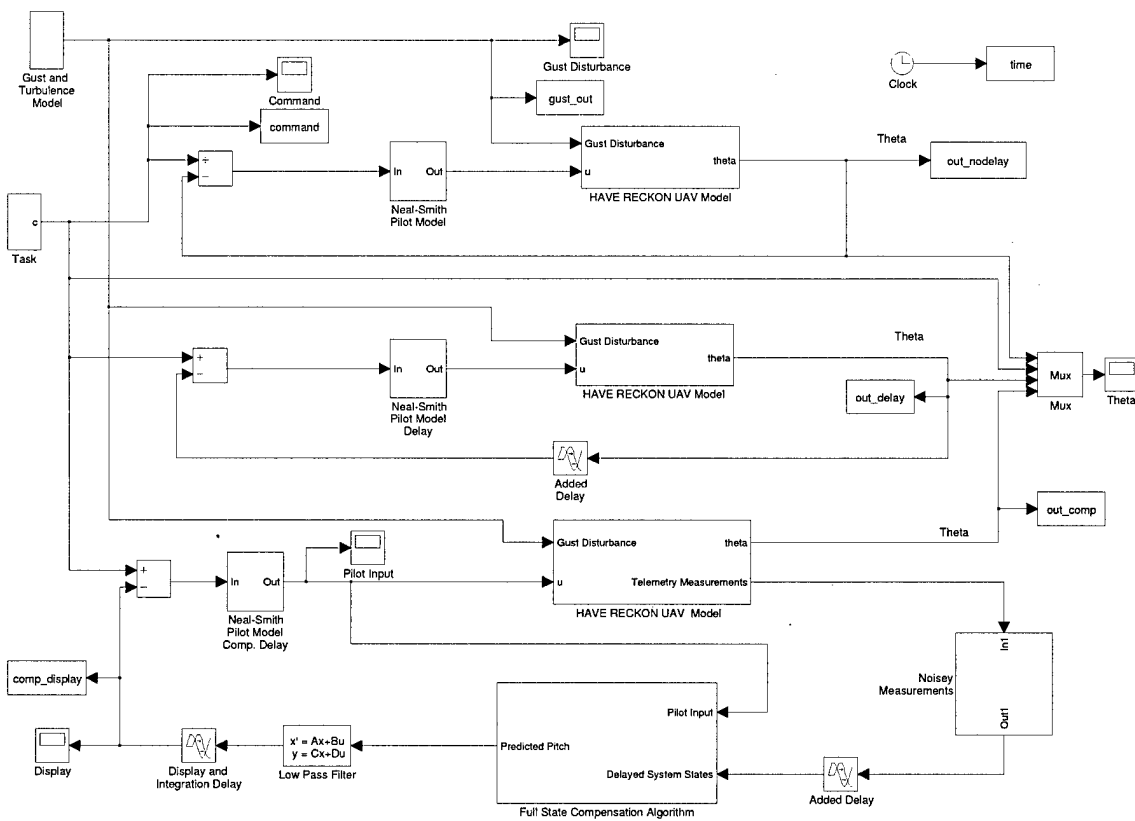 Gust and
Turbulence
Model
Gust Disturbance
Command
gust_out
command
Clock
time
Gust Disturbance
u
theta
HAVE RECKON UAV Model
Theta
out_nodelay
+
−
In
Out
Neal-Smith
Pilot Model
c
Task
+
−
In
Out
Neal-Smith
Pilot Model
Delay
Gust Disturbance
u
theta
HAVE RECKON UAV Model
Theta
out_delay
Mux
Mux
Theta
Added
Delay
+
−
In
Out
Neal-Smith
Pilot Model
Comp. Delay
Pilot Input
Gust Disturbance
u
theta
Telemetry Measurements
HAVE RECKON UAV Model
Theta
out_comp
In1
Out1
Noisey
Measurements
comp_display
Display
Display and
Integration Delay
x' = Ax+Bu
y = Cx+Du
Low Pass Filter
Predicted Pitch
Pilot Input
Delayed System States
Full State Compensation Algorithm
Added Delay